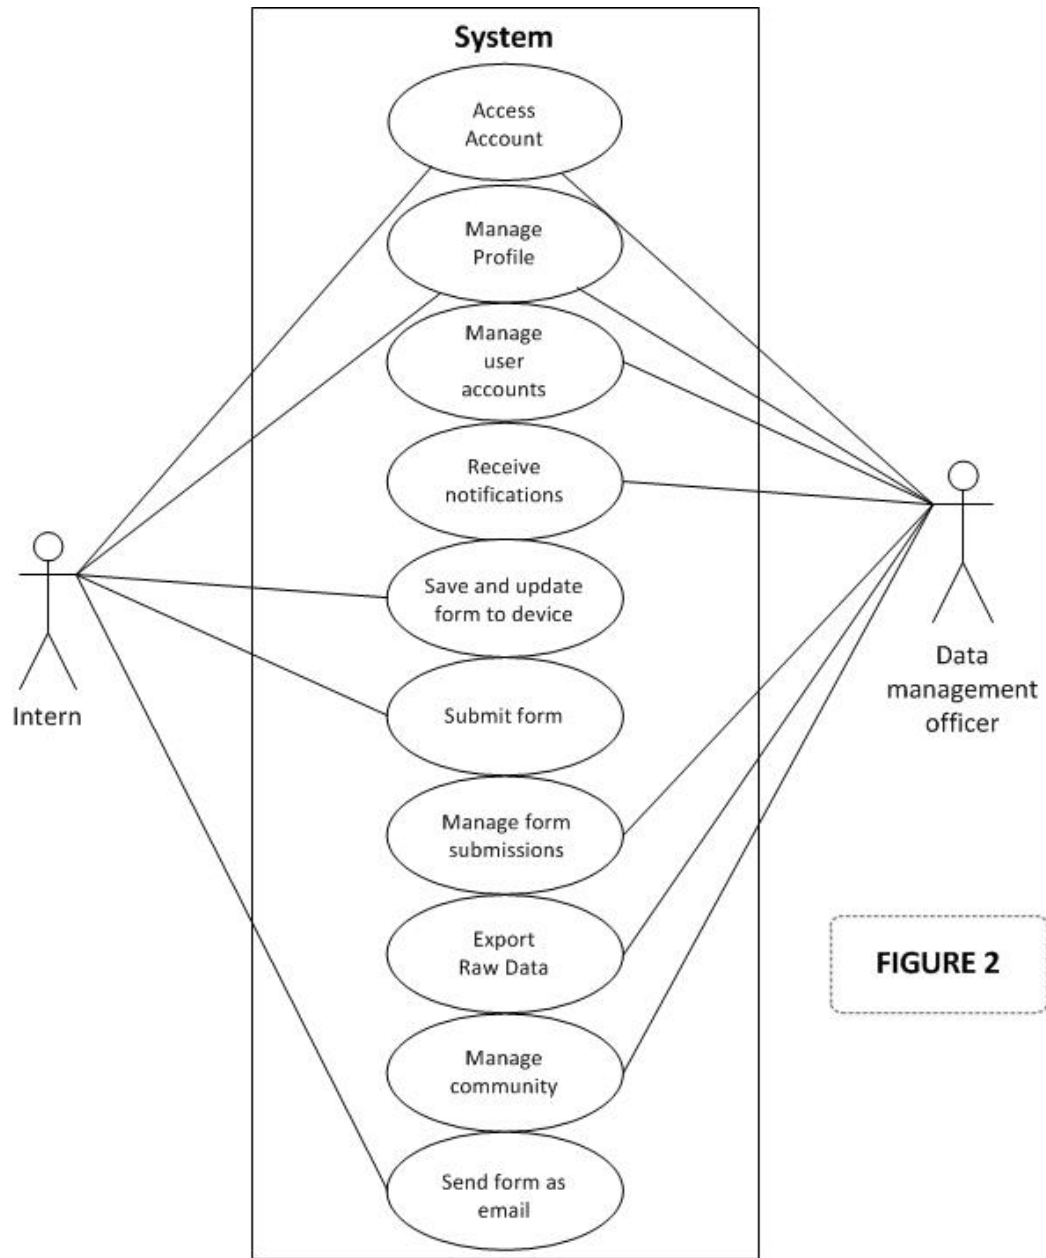 System
Access
Account
Manage
Profile
Manage
user
accounts
Receive
notifications
Save and update
form to device
Submit form
Manage form
submissions
Export
Raw Data
Manage
community
Send form as
email
Intern
Data
management
officer
FIGURE 2